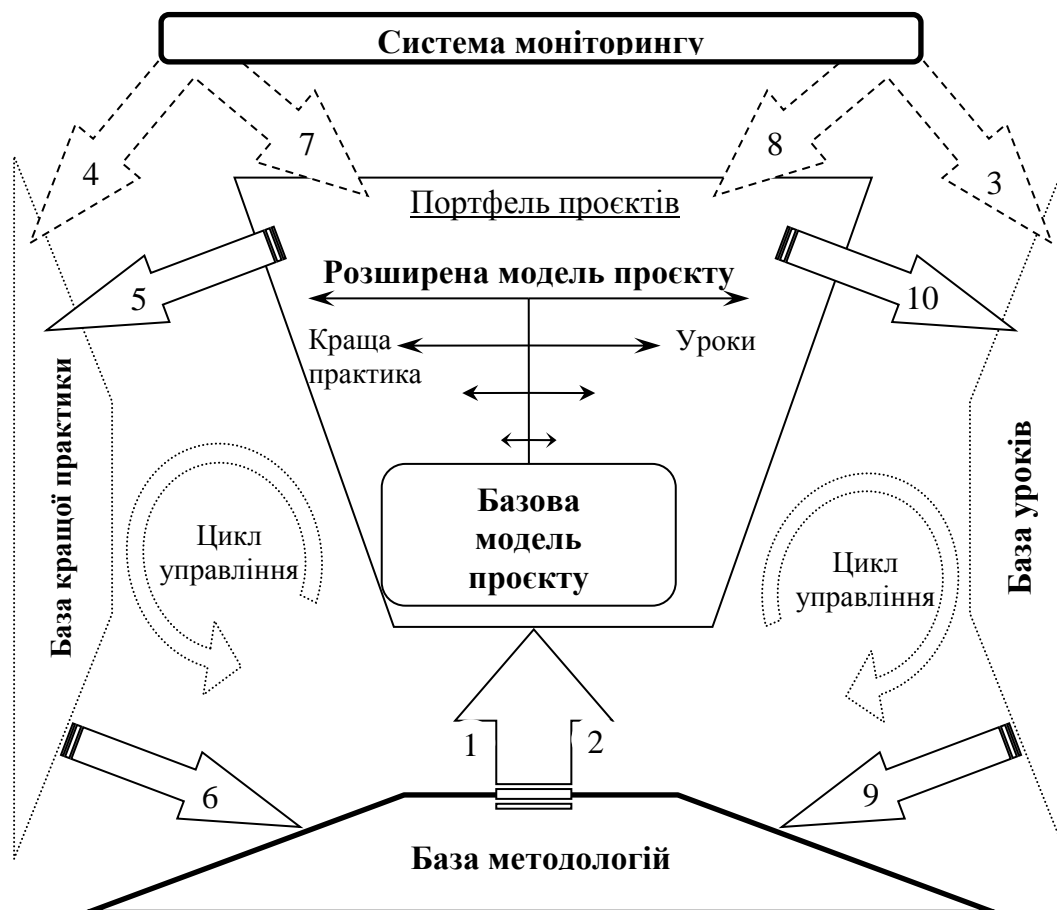 Система моніторингу
4
7
8
3
Портфель проєктів
Розширена модель проєкту
5
10
Краща
практика
Уроки
База кращої практики
База уроків
Базова
модель
проєкту
Цикл
управління
Цикл
управління
1
2
6
9
База методологій